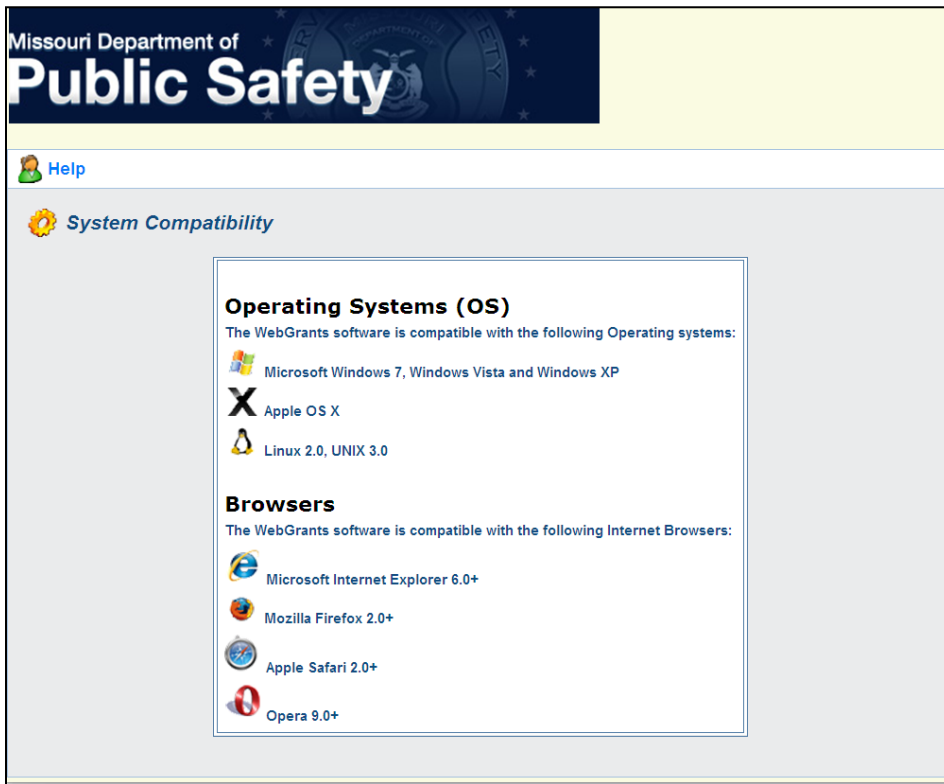 Missouri Department of
Public Safety
Help
System Compatibility
Operating Systems (OS)
The WebGrants software is compatible with the following Operating systems:
Microsoft Windows 7, Windows Vista and Windows XP
Apple OS X
Linux 2.0, UNIX 3.0
Browsers
The WebGrants software is compatible with the following Internet Browsers:
Microsoft Internet Explorer 6.0+
Mozilla Firefox 2.0+
Apple Safari 2.0+
Opera 9.0+